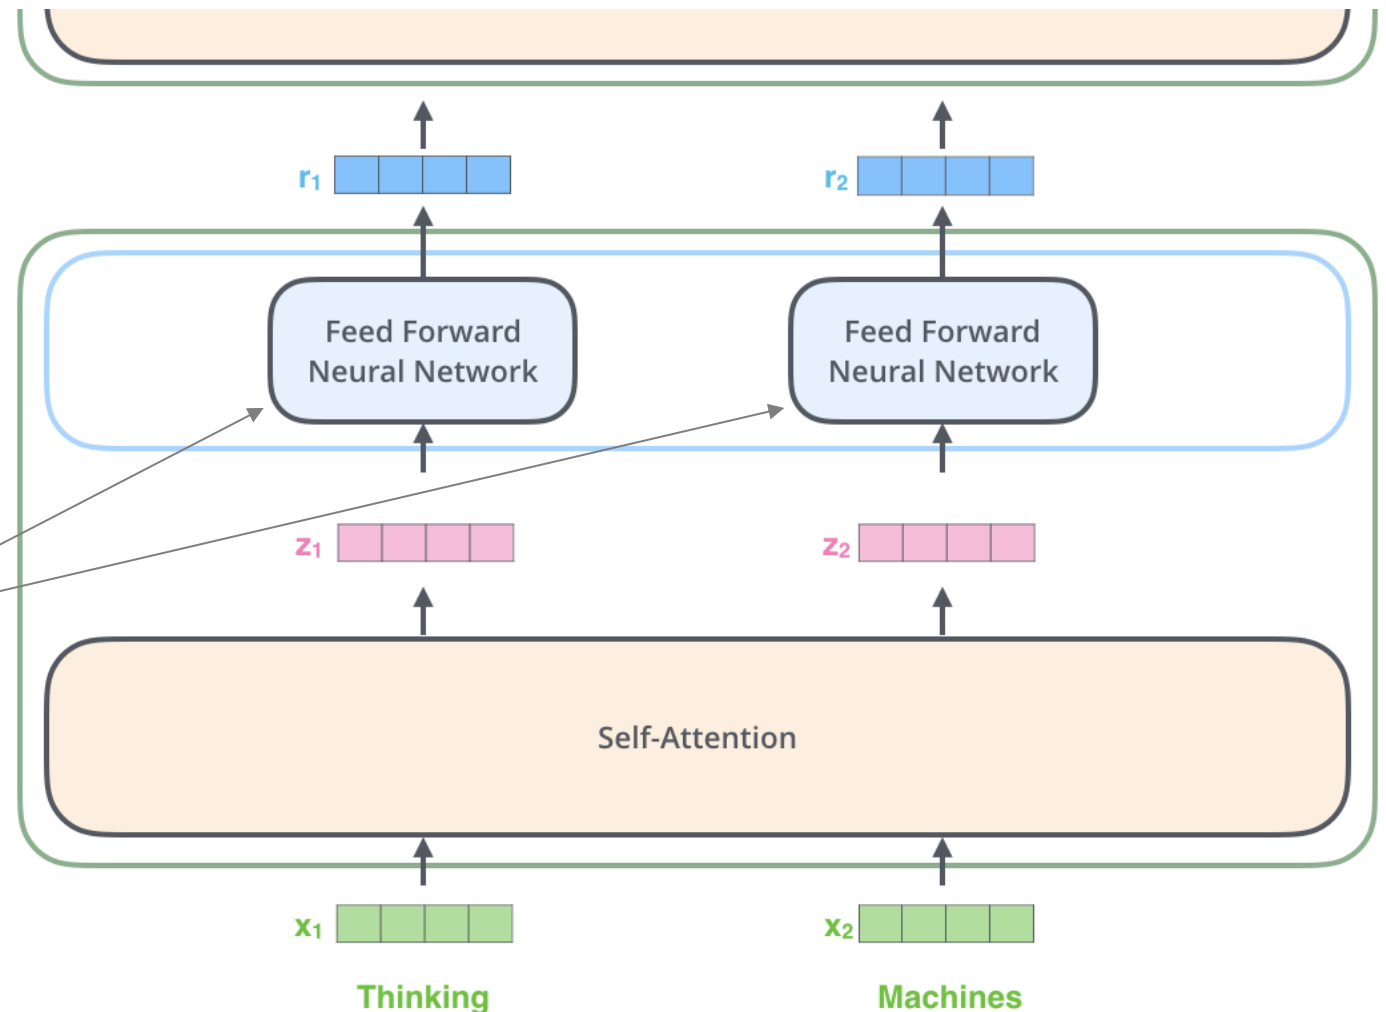 r1
r2
Feed Forward
Neural Network
Feed Forward
Neural Network
z1
z2
Self-Attention
x1
x2
Thinking
Machines